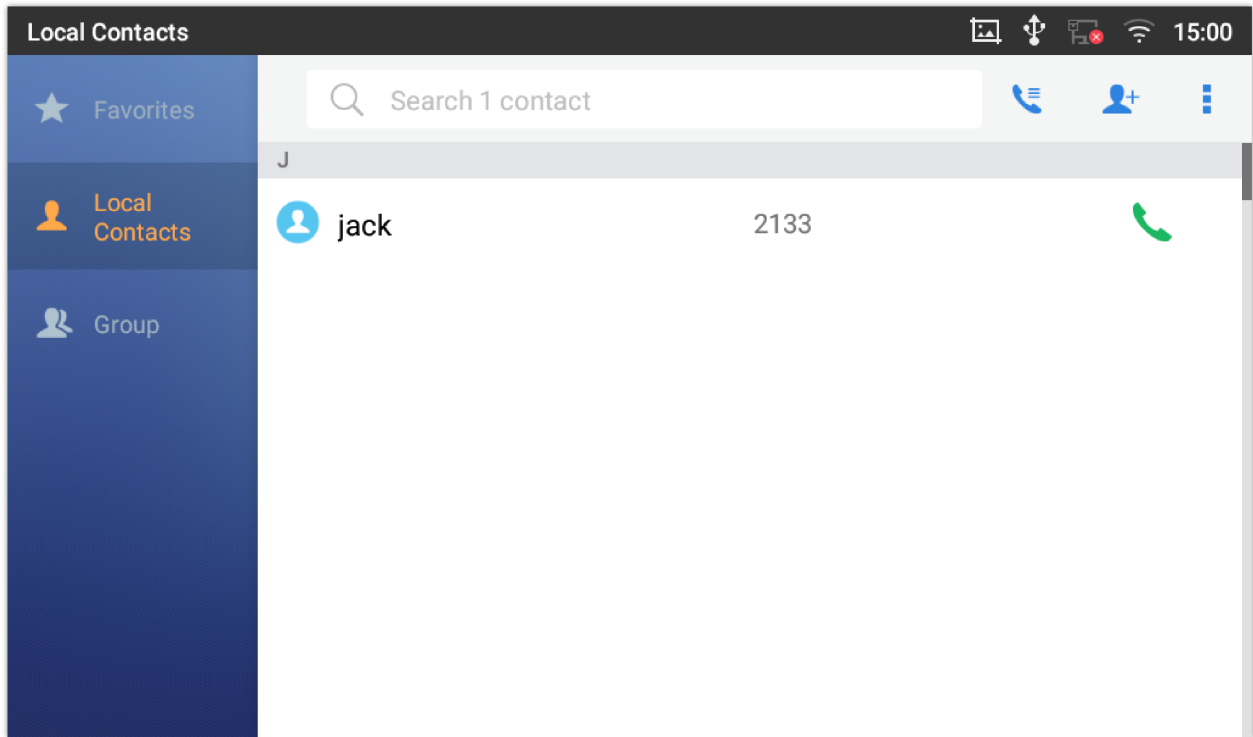 Local Contacts
15:00
Favorites
Search 1 contact
J
Local
Contacts
jack
2133
Group